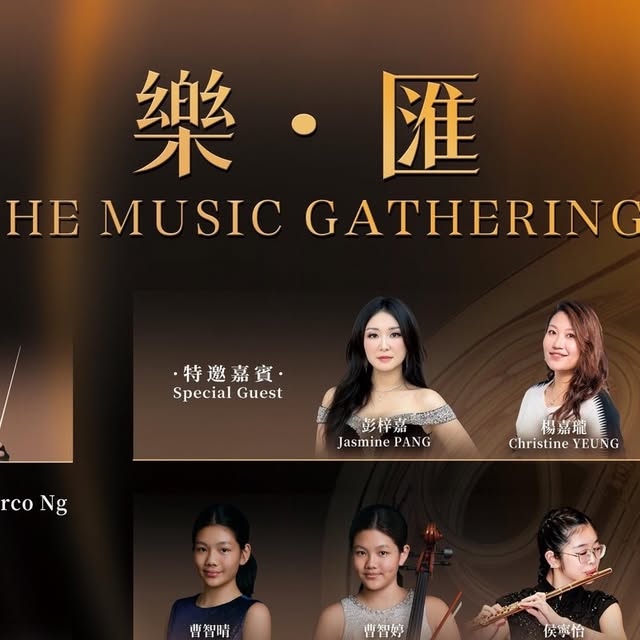 樂・匯
HE MUSIC GATHERING
·特邀嘉賓·
Special Guest
彭梓嘉
Jasmine PANG
楊嘉瓏
Christine YEUNG
rco Ng
曹智晴
曹智婷
侯寧怡